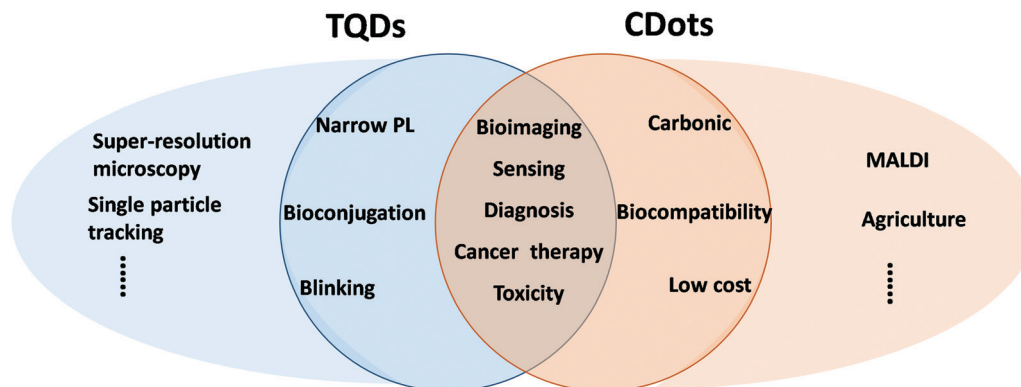 TQDs
CDots
Super-resolution
microscopy
Single particle
tracking
Narrow PL
Bioconjugation
Blinking
Bioimaging
Sensing
Diagnosis
Cancer therapy
Toxicity
Carbonic
Biocompatibility
Low cost
MALDI
Agriculture